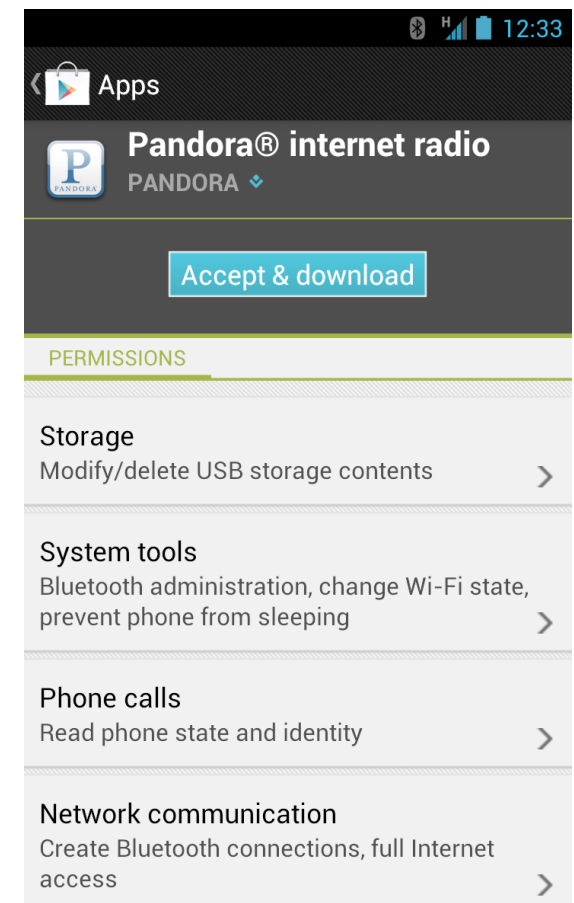 H 12:33
Apps
Pandora® internet radio
P
PANDORA
PANDORA
Accept & download
PERMISSIONS
Storage
Modify/delete USB storage contents
System tools
Bluetooth administration, change Wi-Fi state,
prevent phone from sleeping
Phone calls
Read phone state and identity
Network communication
Create Bluetooth connections, full Internet
access